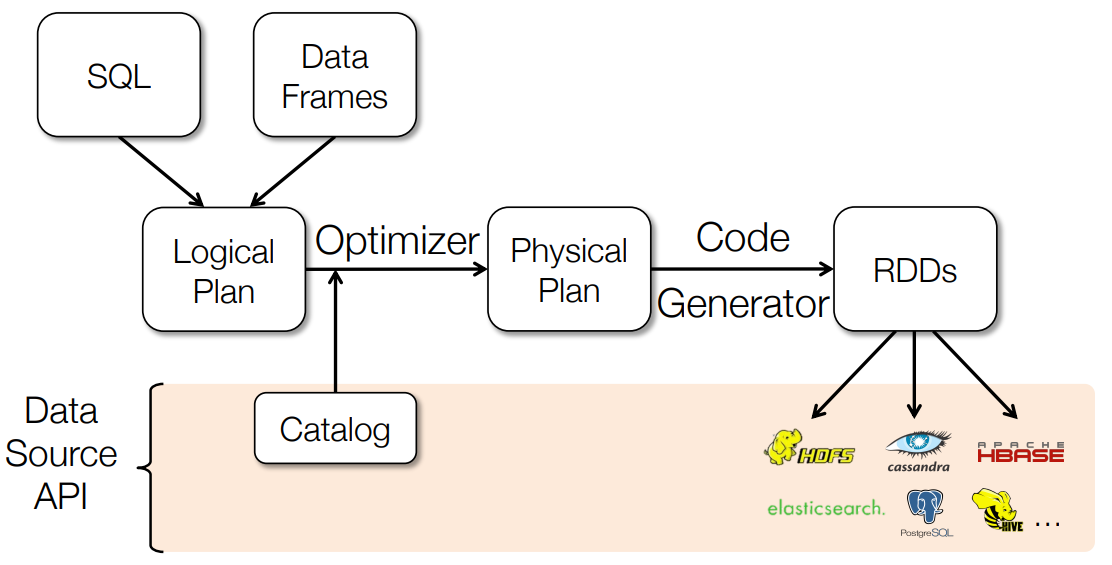 SQL
Data
Frames
Logical
Plan
Optimizer
Physical
Plan
Code
Generator
RDDs
Data
Source
API
Catalog
HDFS
cassandra
APACHE
HBASE
elasticsearch.
PostgreSQL
HIVE
...